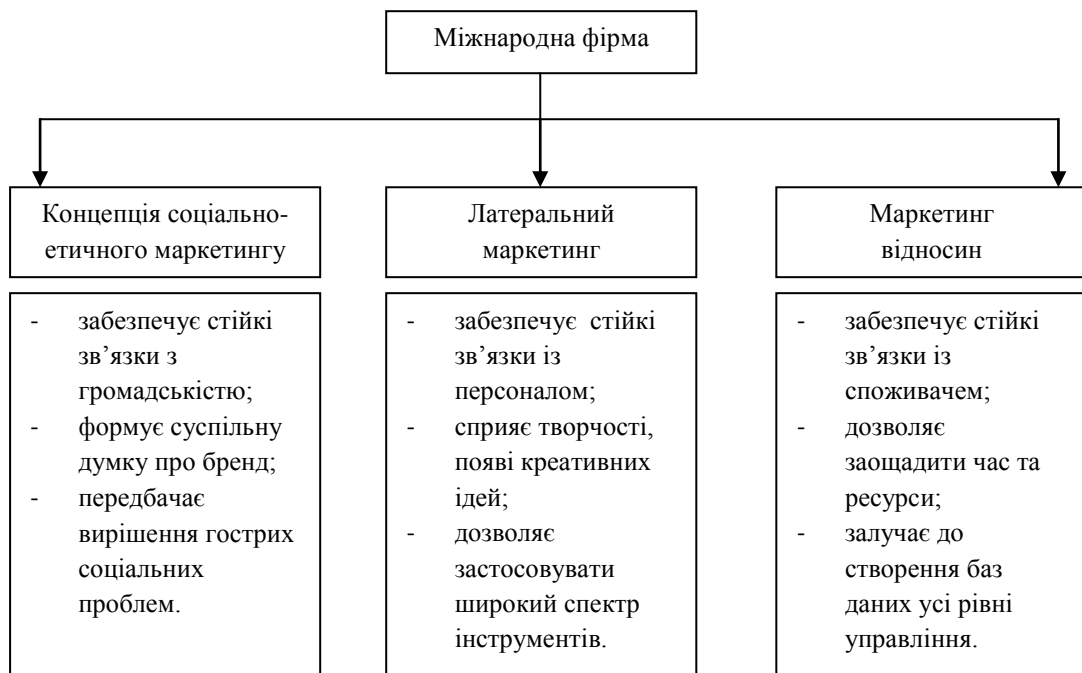 Міжнародна фірма
Концепція соціально-
етичного маркетингу
Латеральний
маркетинг
Маркетинг
відносин
- забезпечує стійкі
зв’язки з
громадськістю;
- формує суспільну
думку про бренд;
- передбачає
вирішення гострих
соціальних
проблем.
- забезпечує стійкі
зв’язки із
персоналом;
- сприяє творчості,
появі креативних
ідей;
- дозволяє
застосовувати
широкий спектр
інструментів.
- забезпечує стійкі
зв’язки із
споживачем;
- дозволяє
заощадити час та
ресурси;
- залучає до
створення баз
даних усі рівні
управління.